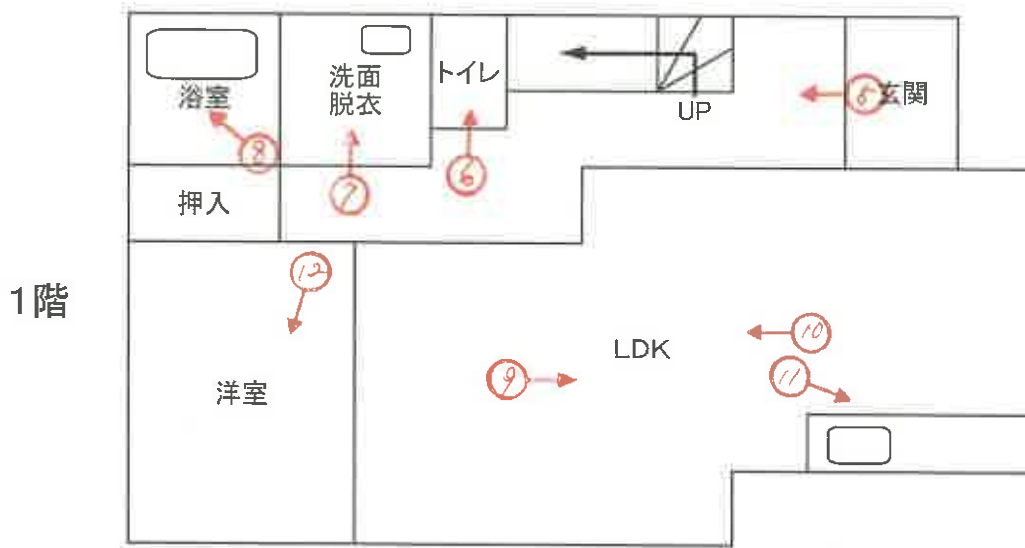 浴室
洗面
脱衣
トイレ
UP
玄関
⑤
⑧
⑦
⑥
押入
1階
⑫
洋室
⑨
LDK
⑩
⑪